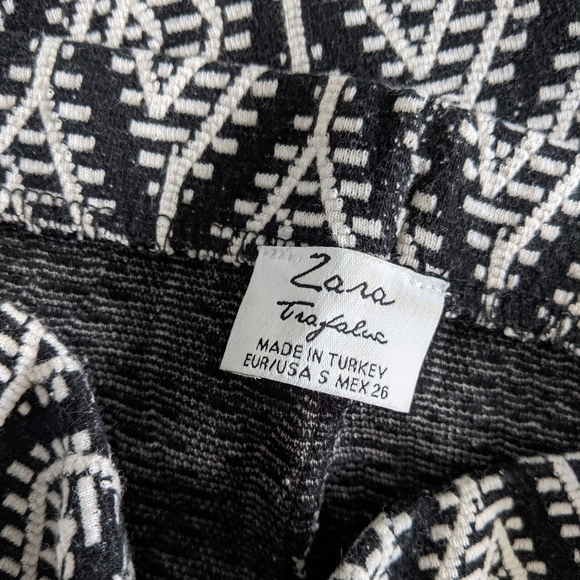 Zara
Trafaluc
MADE IN TURKEY
EUR/USA S MEX 26